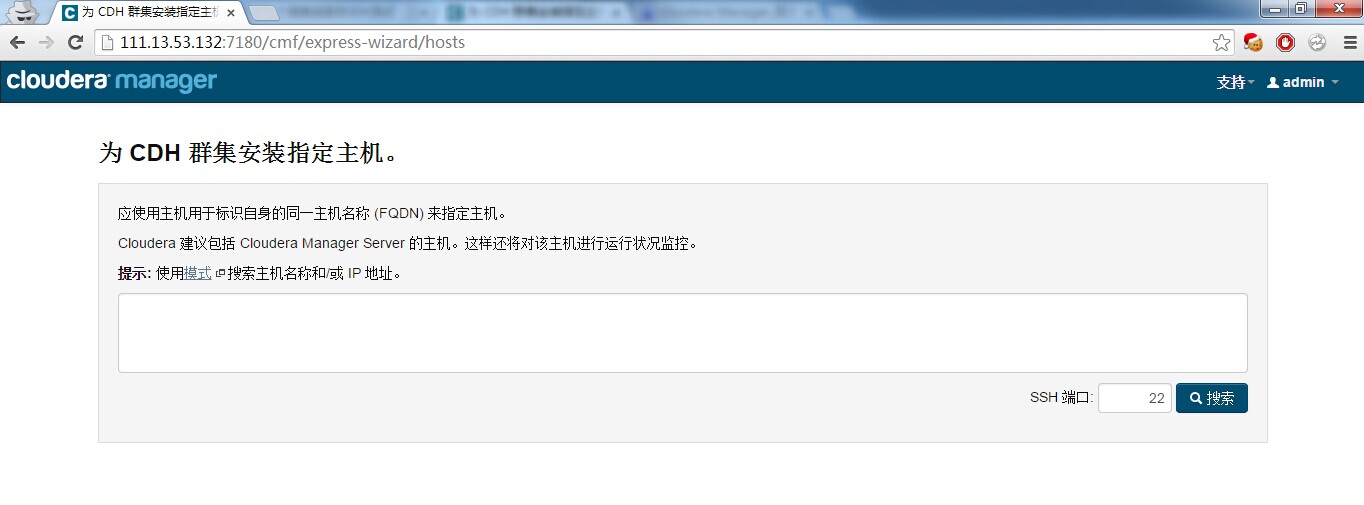 为 CDH 群集安装指定主
111.13.53.132:7180/cmf/express-wizard/hosts
cloudera manager
支持 admin
为 CDH 群集安装指定主机。
应使用主机用于标识自身的同一主机名称 (FQDN) 来指定主机。
Cloudera 建议包括 Cloudera Manager Server 的主机。这样还将对该主机进行运行状况监控。
提示: 使用模式 搜索主机名称和/或 IP 地址。
SSH 端口: 22 搜索